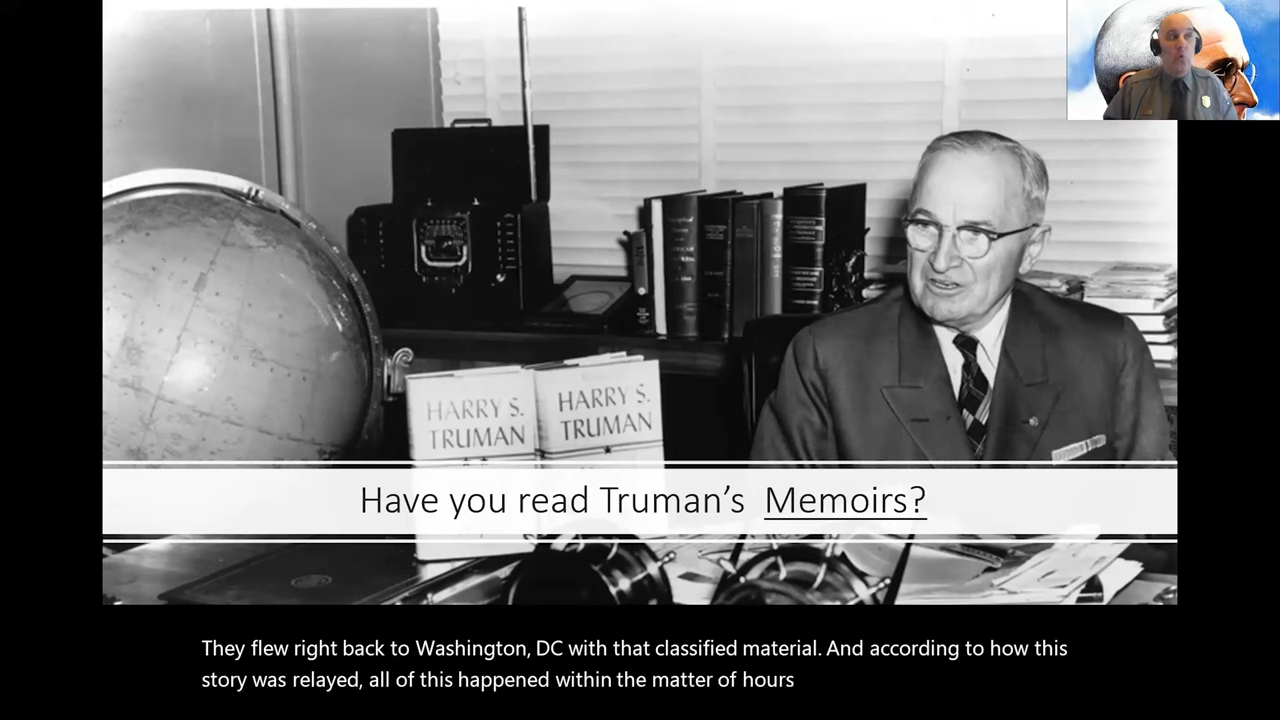 HARRY S.
TRUMAN
HARRY S.
TRUMAN
Have you read Truman's Memoirs?
They flew right back to Washington, DC with that classified material. And according to how this
story was relayed, all of this happened within the matter of hours